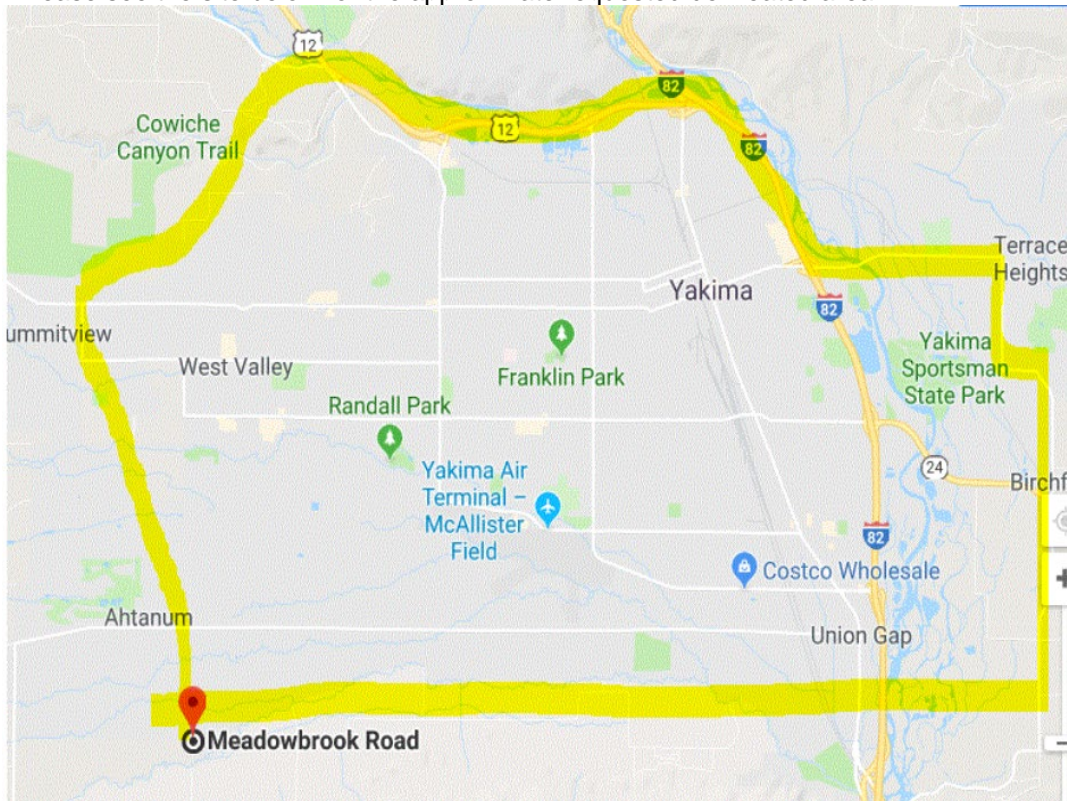 12
82
Cowiche
Canyon Trail
12
82
Terrace
Heights
Yakima
82
ummitview
Yakima
Sportsman
State Park
West Valley
Franklin Park
Randall Park
24
Yakima Air
Terminal –
McAllister
Field
Birchf
82
Costco Wholesale
Ahtanum
Union Gap
Meadowbrook Road